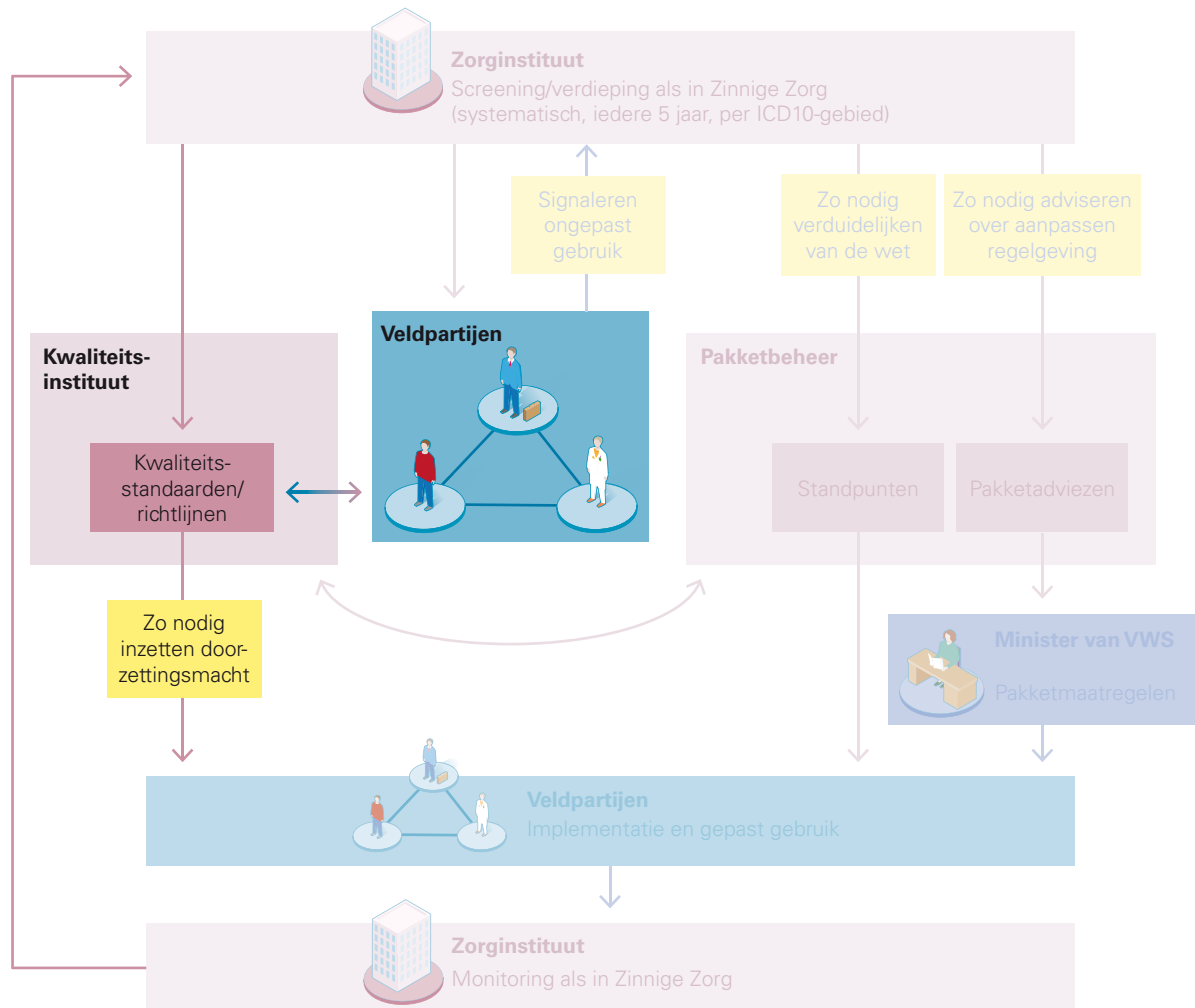 Zorginstituut
Screening/verdieping als in Zinnige Zorg
(systematisch, iedere 5 jaar, per ICD10-gebied)
Signaleren
ongepast
gebruik
Zo nodig
verduidelijken
van de wet
Zo nodig adviseren
over aanpassen
regelgeving
Kwaliteits-
instituut
Veldpartijen
Pakketbeheer
Kwaliteits-
standaarden/
richtlijnen
Standpunten
Pakketadviezen
Zo nodig
inzetten door-
zettingsmacht
Minister van VWS
Pakketmaatregelen
Veldpartijen
Implementatie en gepast gebruik
Zorginstituut
Monitoring als in Zinnige Zorg